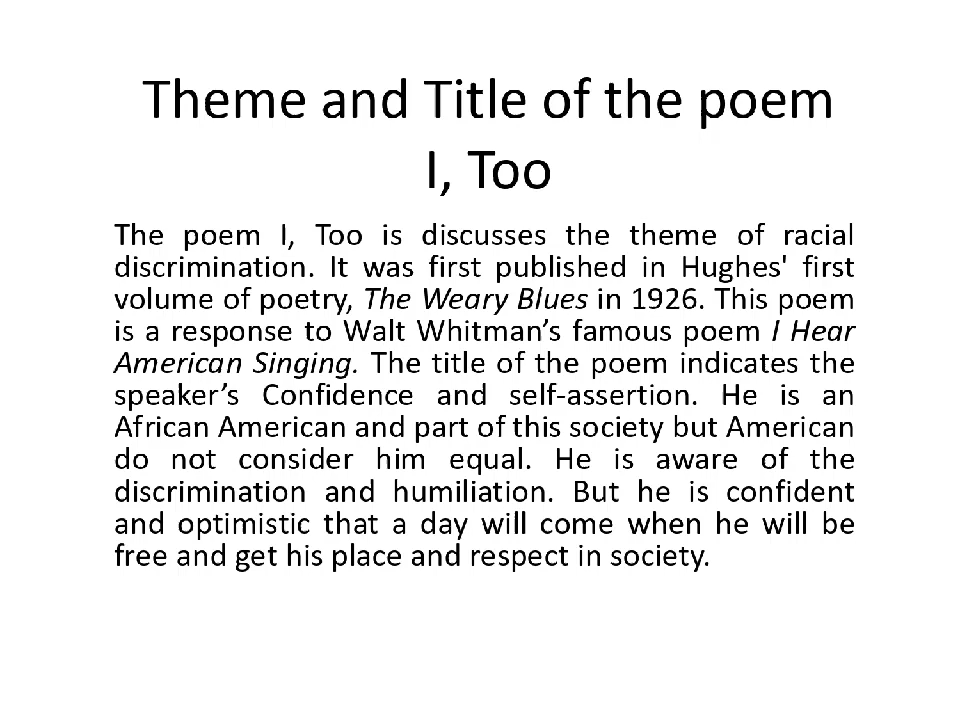 Theme and Title of the poem
I, Too
The poem I, Too is discusses the theme of racial
discrimination. It was first published in Hughes' first
volume of poetry, The Weary Blues in 1926. This poem
is a response to Walt Whitman’s famous poem I Hear
American Singing. The title of the poem indicates the
speaker’s Confidence and self-assertion. He is an
African American and part of this society but American
do not consider him equal. He is aware of the
discrimination and humiliation. But he is confident
and optimistic that a day will come when he will be
free and get his place and respect in society.